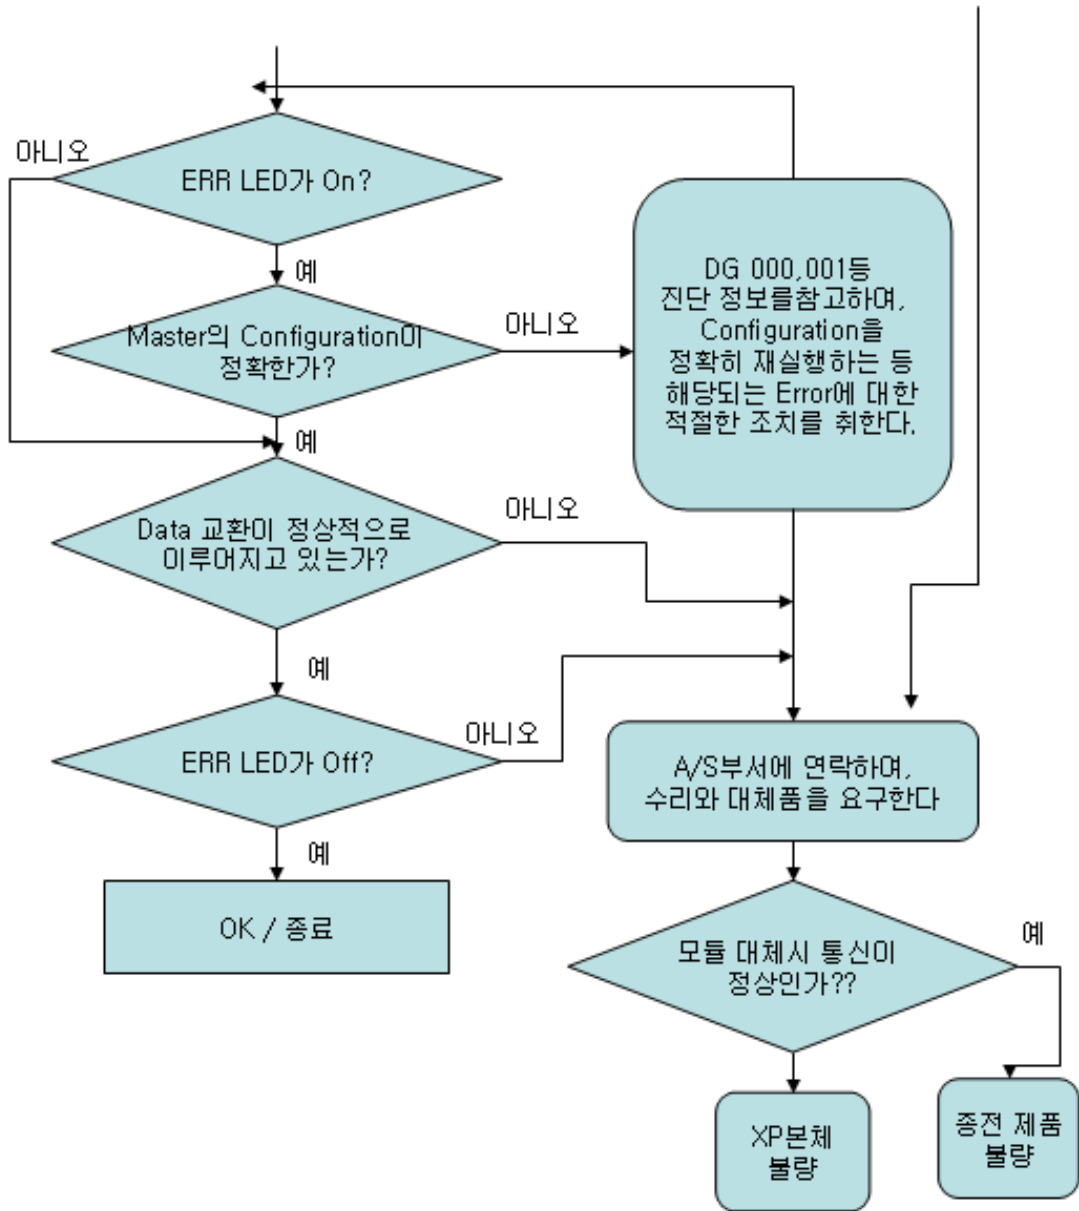 아니오
ERR LED가 On?
예
Master의 Configuration이
정확한가?
아니오
DG 000,001등
진단 정보를참고하며,
Configuration을
정확히 재실행하는 등
해당되는 Error에 대한
적절한 조치를 취한다.
예
Data 교환이 정상적으로
이루어지고 있는가?
아니오
예
ERR LED가 Off?
아니오
A/S부서에 연락하며,
수리와 대체품을 요구한다
예
OK / 종료
모듈 대체시 통신이
정상인가??
예
XP본체
불량
종전 제품
불량